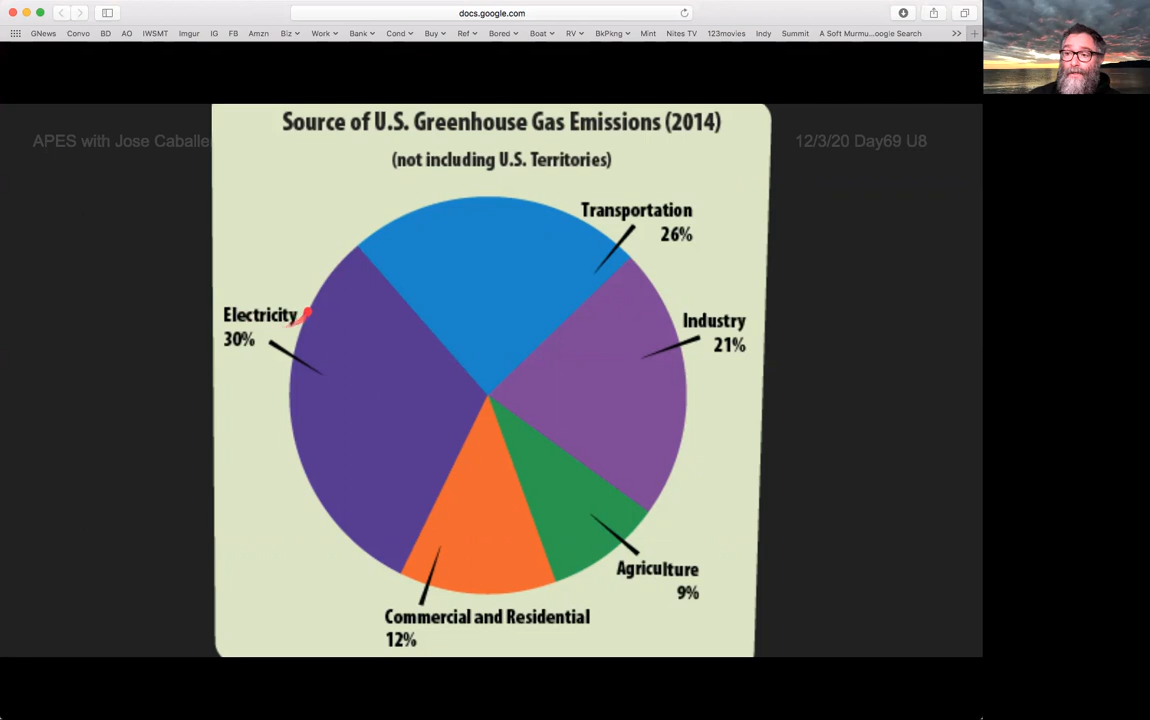 docs.google.com
GNews Convo BD AO IWSMT Imgur IG FB Amzn Biz Work Bank Cond Buy Ref Bored Boat RV BkPkng Mint Nites TV 123movies Indy Summit A Soft Murmu...oogle Search
Source of U.S. Greenhouse Gas Emissions (2014)
APES with Jose Caballe 12/3/20 Day69 U8
(not including U.S. Territories)
Transportation
26%
Electricity
30%
Industry
21%
Agriculture
9%
Commercial and Residential
12%